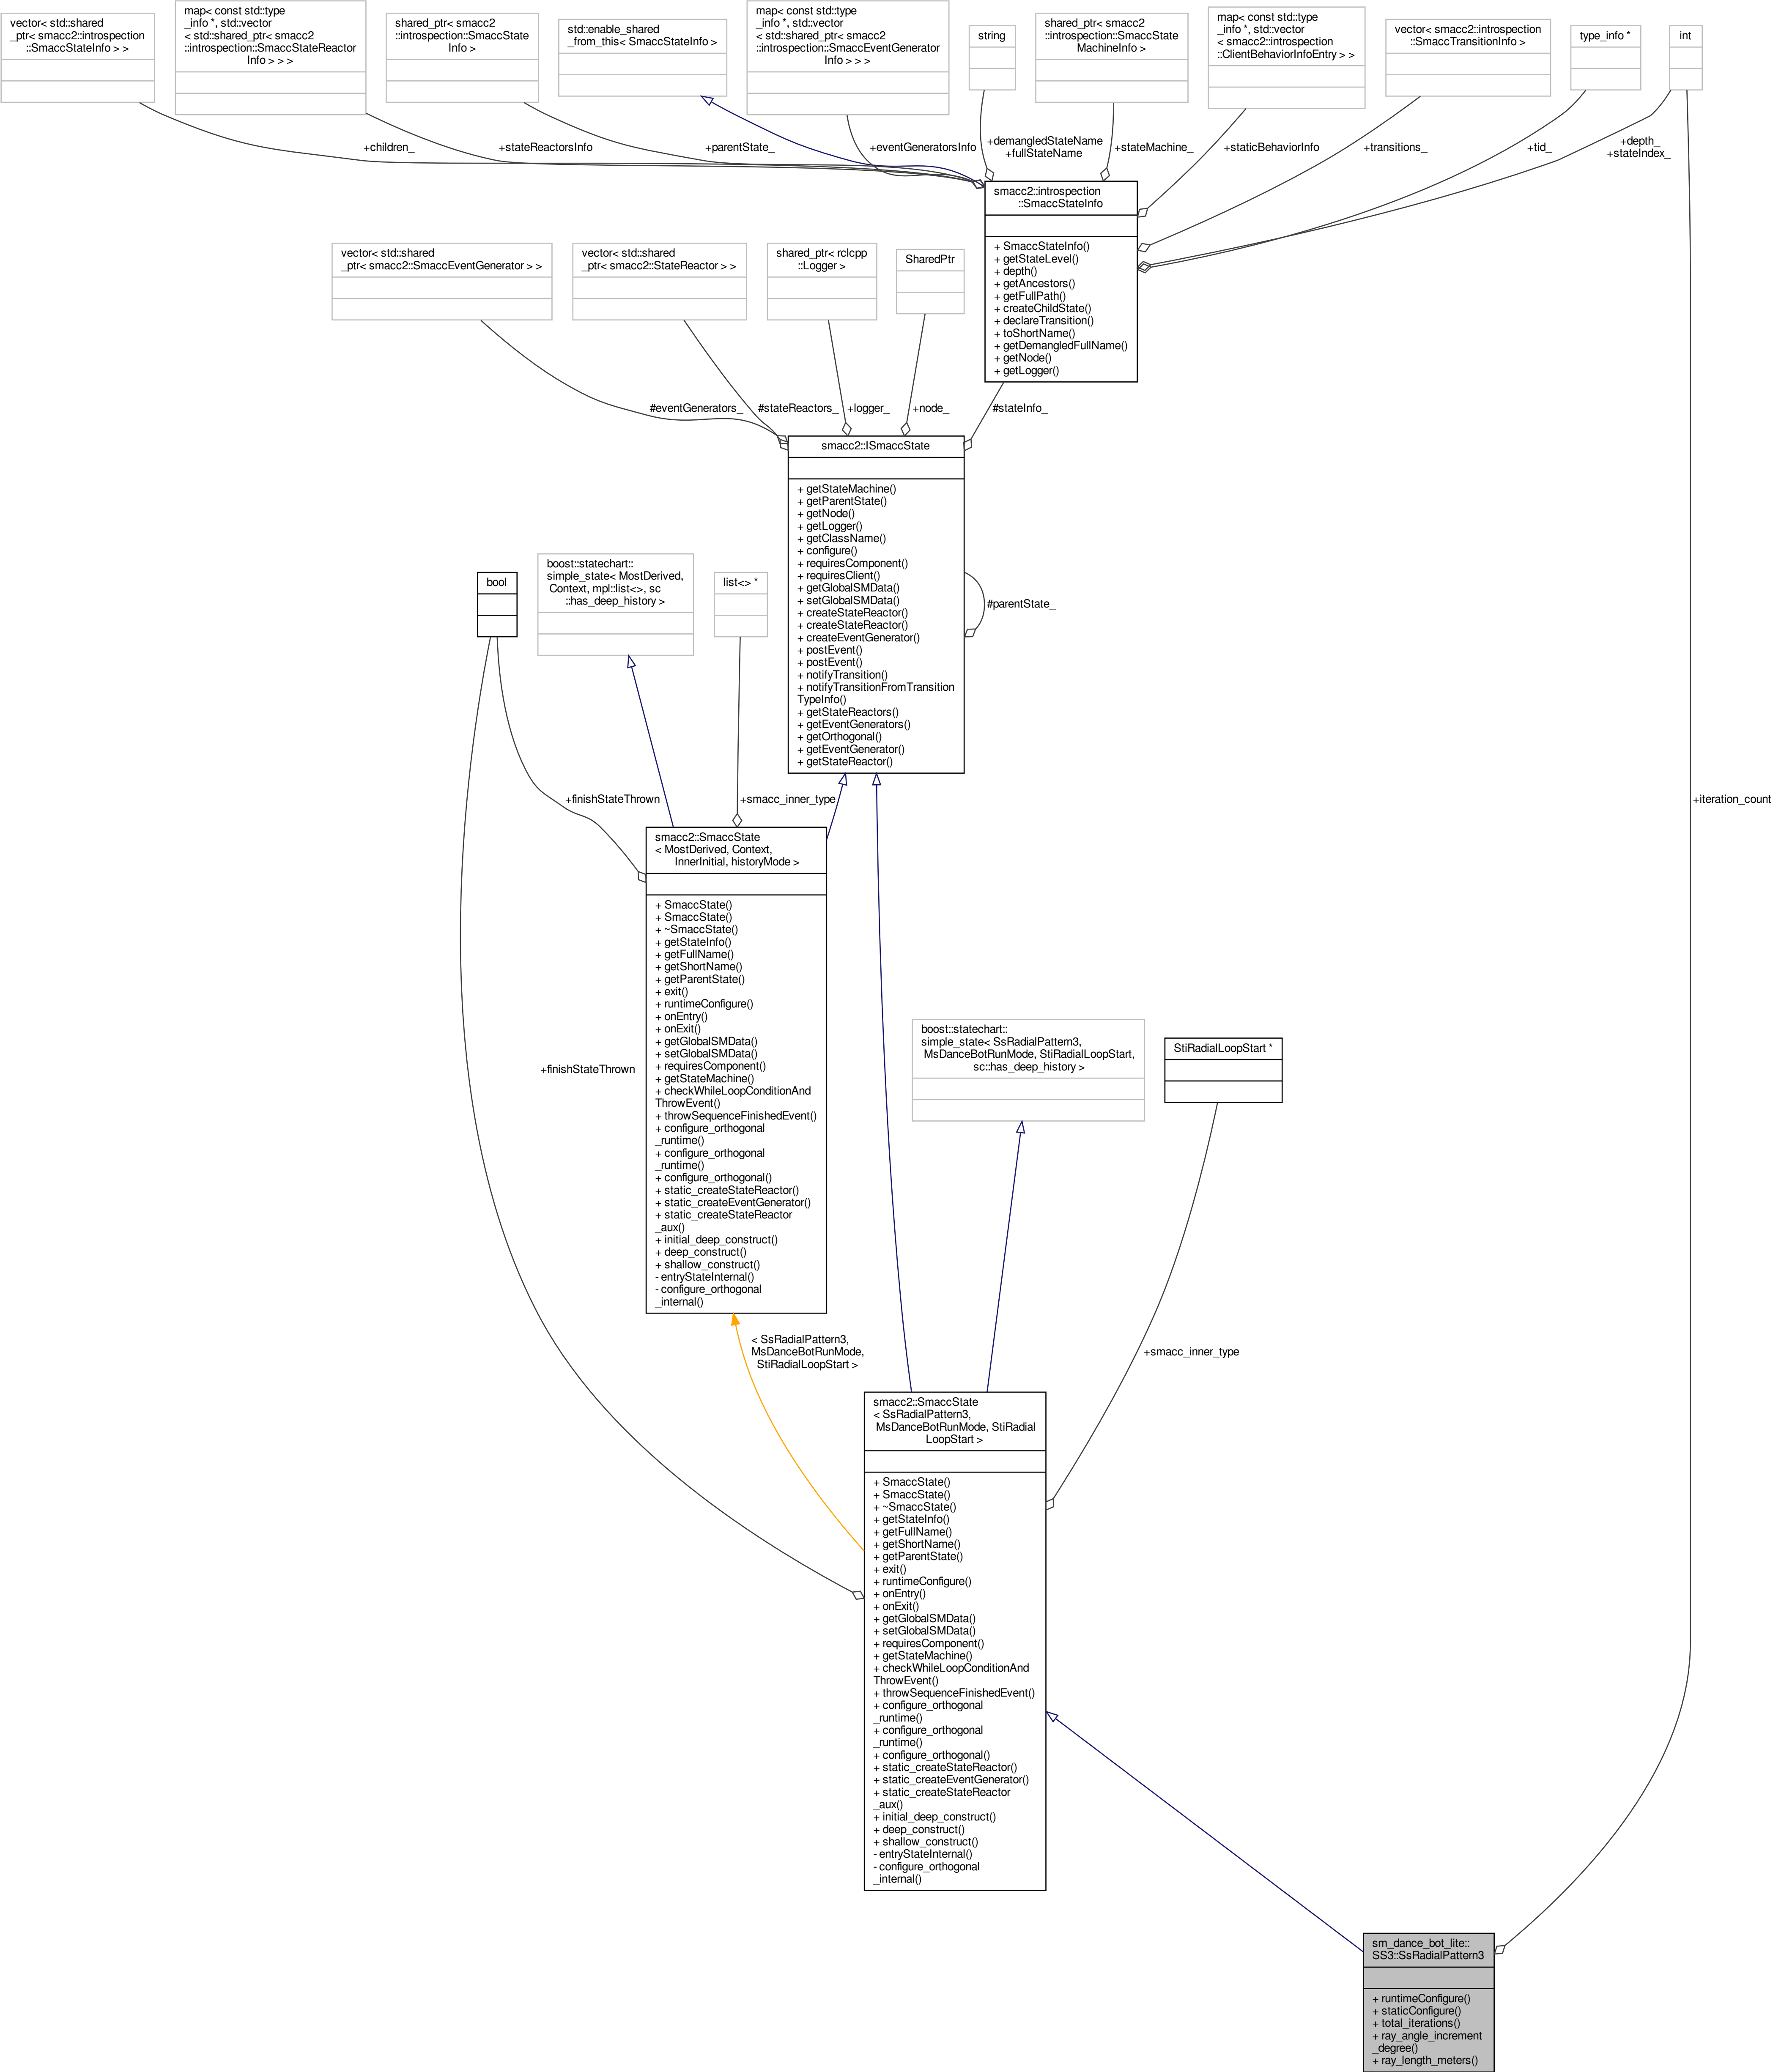 vector< std::shared
_ptr< smacc2::introspection
::SmaccStateInfo > >
map< const std::type
_info *, std::vector
< std::shared_ptr< smacc2
::introspection::SmaccStateReactor
Info > > >
shared_ptr< smacc2
::introspection::SmaccState
Info >
std::enable_shared
_from_this< SmaccStateInfo >
map< const std::type
_info *, std::vector
< std::shared_ptr< smacc2
::introspection::SmaccEventGenerator
Info > > >
string
shared_ptr< smacc2
::introspection::SmaccState
MachineInfo >
map< const std::type
_info *, std::vector
< smacc2::introspection
::ClientBehaviorInfoEntry > >
vector< smacc2::introspection
::SmaccTransitionInfo >
type_info *
int
+children_
+stateReactorsInfo
+parentState_
+eventGeneratorsInfo
+demangledStateName
+fullStateName
+stateMachine_
+staticBehaviorInfo
+transitions_
+tid_
+depth_
+stateIndex_
smacc2::introspection
::SmaccStateInfo
+ SmaccStateInfo()
+ getStateLevel()
+ depth()
+ getAncestors()
+ getFullPath()
+ createChildState()
+ declareTransition()
+ toShortName()
+ getDemangledFullName()
+ getNode()
+ getLogger()
vector< std::shared
_ptr< smacc2::SmaccEventGenerator > >
vector< std::shared
_ptr< smacc2::StateReactor > >
shared_ptr< rclcpp
::Logger >
SharedPtr
#eventGenerators_
#stateReactors_
+logger_
+node_
#stateInfo_
smacc2::ISmaccState
+ getStateMachine()
+ getParentState()
+ getNode()
+ getLogger()
+ getClassName()
+ configure()
+ requiresComponent()
+ requiresClient()
+ getGlobalSMData()
+ setGlobalSMData()
+ createStateReactor()
+ createStateReactor()
+ createEventGenerator()
+ postEvent()
+ postEvent()
+ notifyTransition()
+ notifyTransitionFromTransition
TypeInfo()
+ getStateReactors()
+ getEventGenerators()
+ getOrthogonal()
+ getEventGenerator()
+ getStateReactor()
#parentState_
bool
boost::statechart::
simple_state< MostDerived,
Context, mpl::list<>, sc
::has_deep_history >
list<> *
+finishStateThrown
+smacc_inner_type
+iteration_count
smacc2::SmaccState
< MostDerived, Context,
InnerInitial, historyMode >
+ SmaccState()
+ SmaccState()
+ ~SmaccState()
+ getStateInfo()
+ getFullName()
+ getShortName()
+ getParentState()
+ exit()
+ runtimeConfigure()
+ onEntry()
+ onExit()
+ getGlobalSMData()
+ setGlobalSMData()
+ requiresComponent()
+ getStateMachine()
+ checkWhileLoopConditionAnd
ThrowEvent()
+ throwSequenceFinishedEvent()
+ configure_orthogonal
_runtime()
+ configure_orthogonal
_runtime()
+ configure_orthogonal()
+ static_createStateReactor()
+ static_createEventGenerator()
+ static_createStateReactor
_aux()
+ initial_deep_construct()
+ deep_construct()
+ shallow_construct()
- entryStateInternal()
- configure_orthogonal
_internal()
+finishStateThrown
boost::statechart::
simple_state< SsRadialPattern3,
MsDanceBotRunMode, StiRadialLoopStart,
sc::has_deep_history >
StiRadialLoopStart *
< SsRadialPattern3,
MsDanceBotRunMode,
StiRadialLoopStart >
+smacc_inner_type
smacc2::SmaccState
< SsRadialPattern3,
MsDanceBotRunMode, StiRadial
LoopStart >
+ SmaccState()
+ SmaccState()
+ ~SmaccState()
+ getStateInfo()
+ getFullName()
+ getShortName()
+ getParentState()
+ exit()
+ runtimeConfigure()
+ onEntry()
+ onExit()
+ getGlobalSMData()
+ setGlobalSMData()
+ requiresComponent()
+ getStateMachine()
+ checkWhileLoopConditionAnd
ThrowEvent()
+ throwSequenceFinishedEvent()
+ configure_orthogonal
_runtime()
+ configure_orthogonal
_runtime()
+ configure_orthogonal()
+ static_createStateReactor()
+ static_createEventGenerator()
+ static_createStateReactor
_aux()
+ initial_deep_construct()
+ deep_construct()
+ shallow_construct()
- entryStateInternal()
- configure_orthogonal
_internal()
sm_dance_bot_lite::
SS3::SsRadialPattern3
+ runtimeConfigure()
+ staticConfigure()
+ total_iterations()
+ ray_angle_increment
_degree()
+ ray_length_meters()